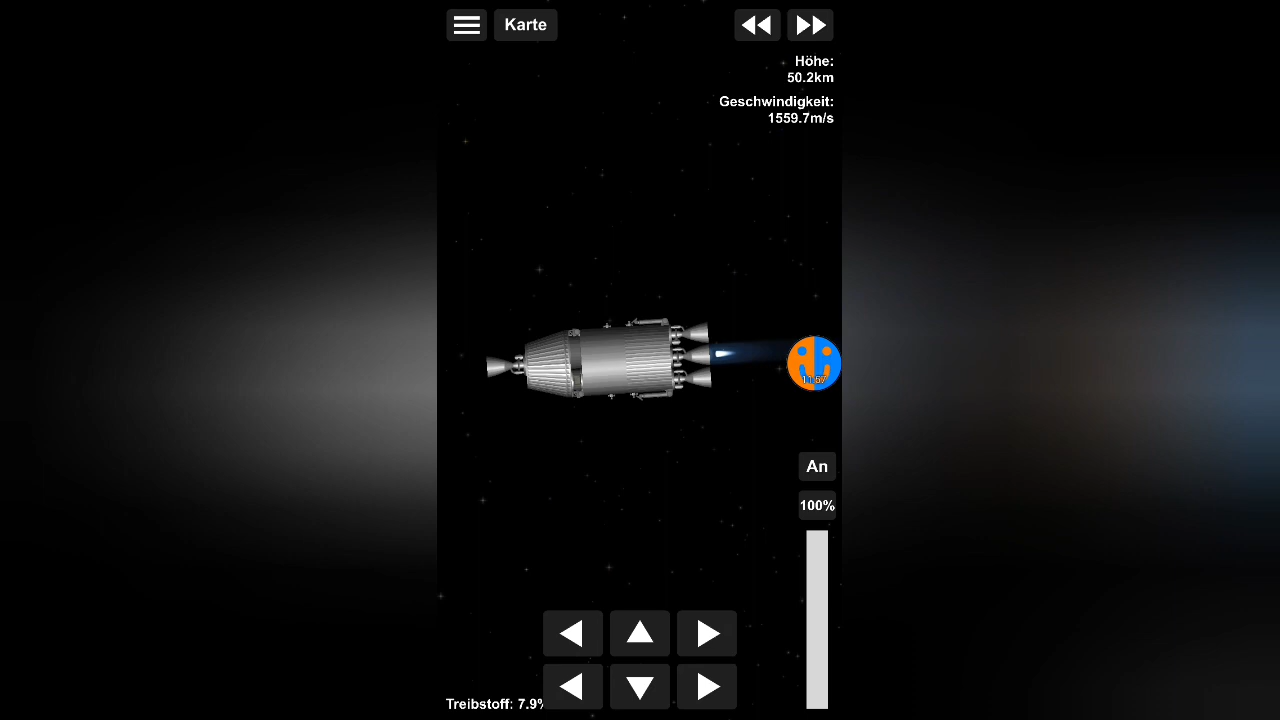 Karte
Höhe:
50.2km
Geschwindigkeit:
1559.7m/s
An
100%
Treibstoff: 7.9%